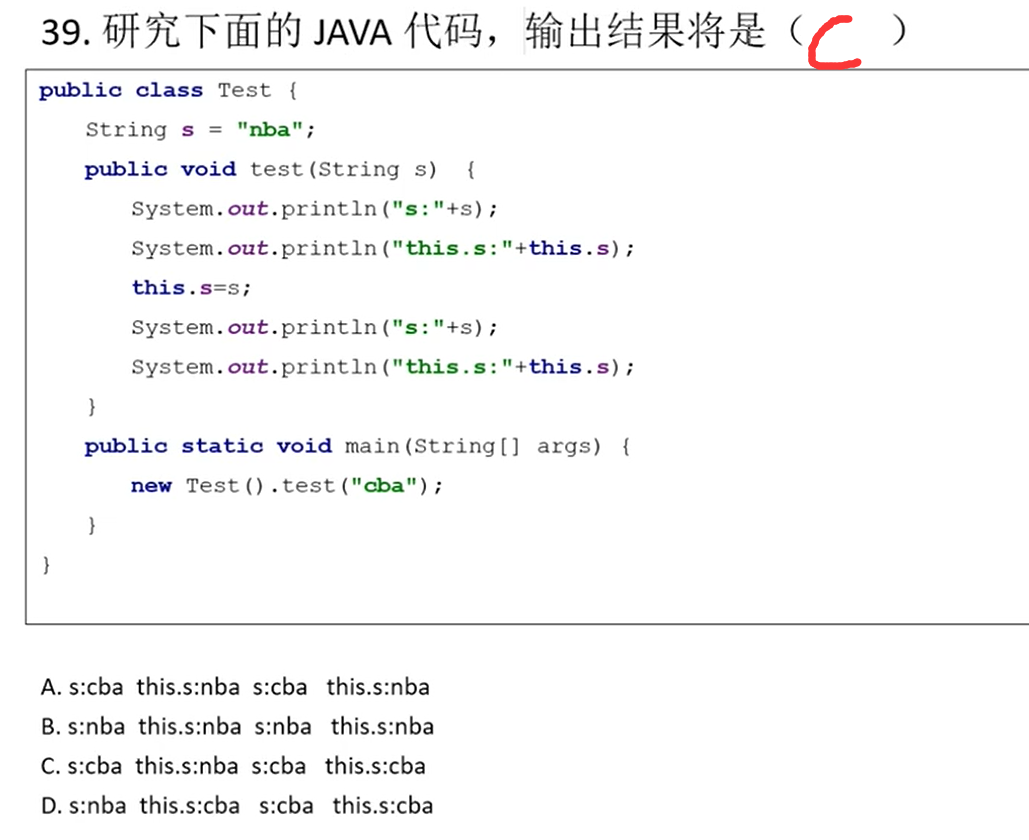 39. 研究下面的 JAVA 代码，输出结果将是（ C ）
public class Test {
String s = "nba";
public void test(String s) {
System.out.println("s:"+s);
System.out.println("this.s:"+this.s);
this.s=s;
System.out.println("s:"+s);
System.out.println("this.s:"+this.s);
}
public static void main(String[] args) {
new Test().test("cba");
}
}
A. s:cba this.s:nba s:cba this.s:nba
B. s:nba this.s:nba s:nba this.s:nba
C. s:cba this.s:nba s:cba this.s:cba
D. s:nba this.s:cba s:cba this.s:cba